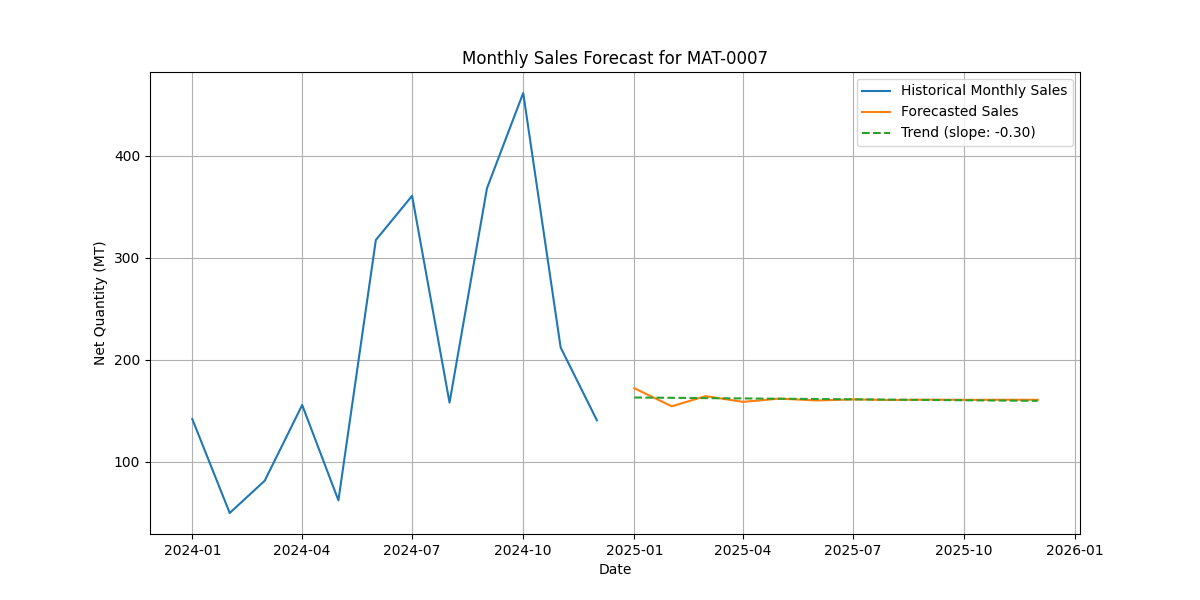 Monthly Sales Forecast for MAT-0007
Historical Monthly Sales
Forecasted Sales
Trend (slope: -0.30)
Net Quantity (MT)
400
300
200
100
2024-01
2024-04
2024-07
2024-10
2025-01
2025-04
2025-07
2025-10
2026-01
Date